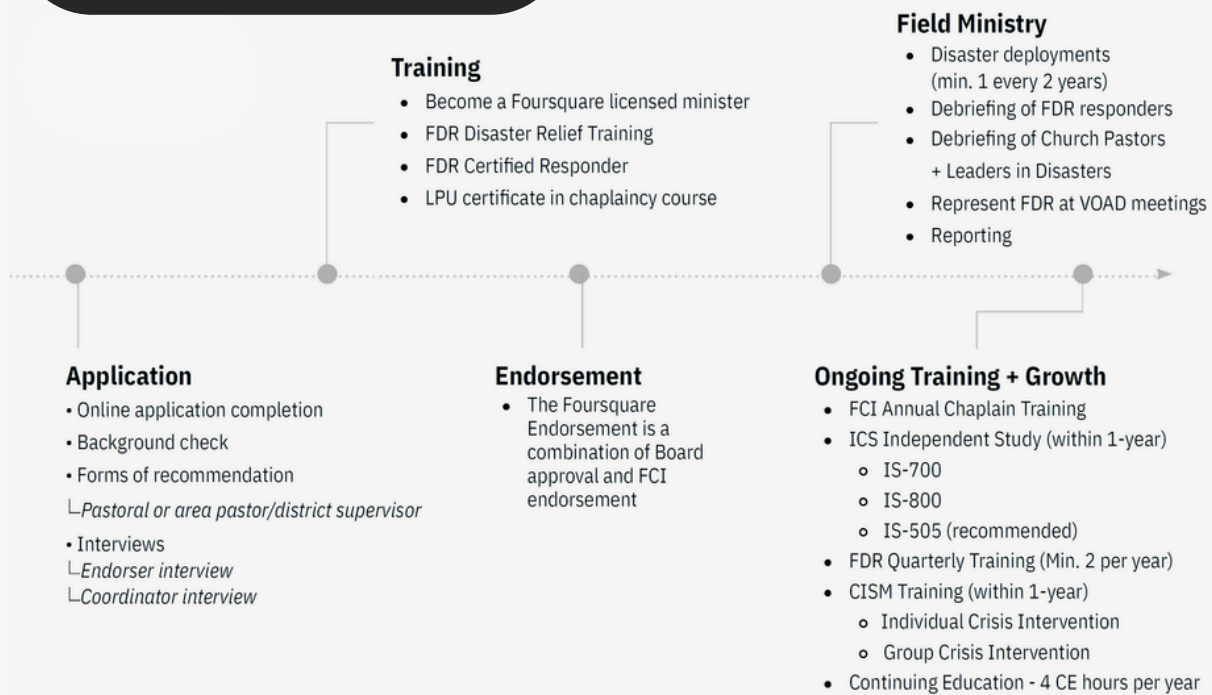 Training
• Become a Foursquare licensed minister
• FDR Disaster Relief Training
• FDR Certified Responder
• LPU certificate in chaplaincy course
Field Ministry
• Disaster deployments
(min. 1 every 2 years)
• Debriefing of FDR responders
• Debriefing of Church Pastors
+ Leaders in Disasters
• Represent FDR at VOAD meetings
• Reporting
Application
• Online application completion
• Background check
• Forms of recommendation
Pastoral or area pastor/district supervisor
• Interviews
Endorser interview
Coordinator interview
Endorsement
• The Foursquare
Endorsement is a
combination of Board
approval and FCI
endorsement
Ongoing Training + Growth
• FCI Annual Chaplain Training
• ICS Independent Study (within 1-year)
IS-700
IS-800
IS-505 (recommended)
• FDR Quarterly Training (Min. 2 per year)
• CISM Training (within 1-year)
Individual Crisis Intervention
Group Crisis Intervention
• Continuing Education - 4 CE hours per year